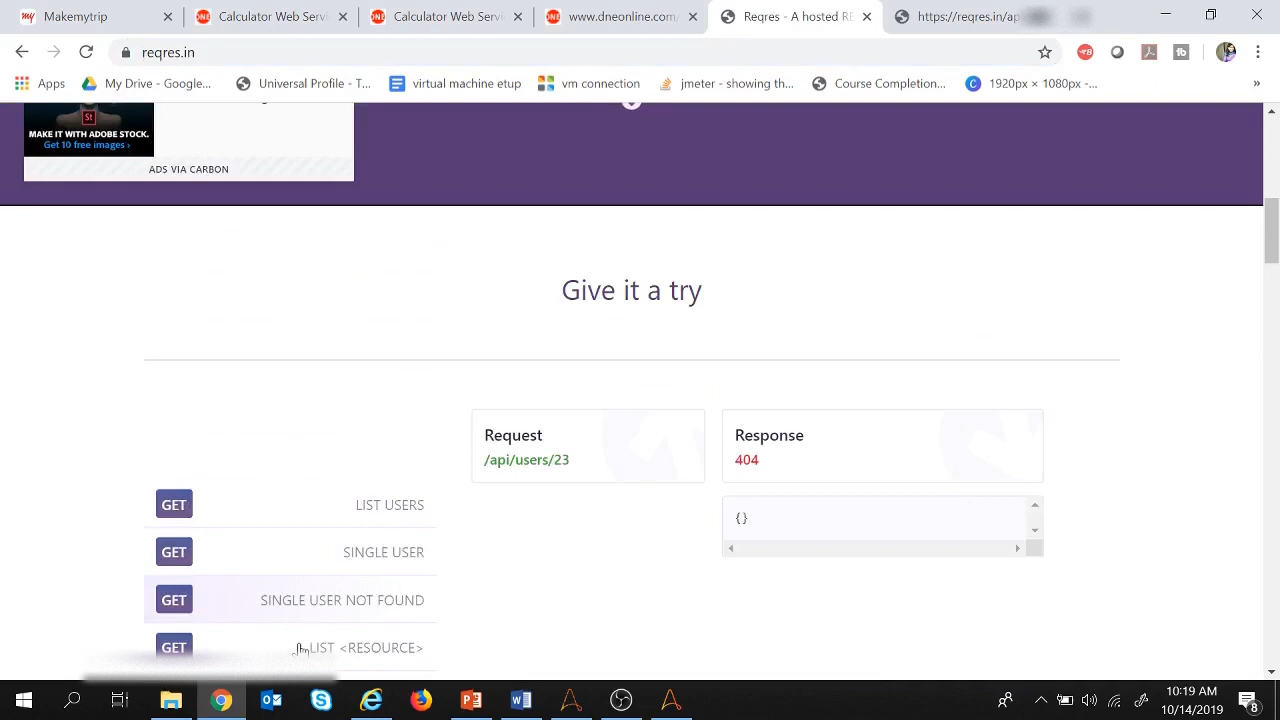 Makemytrip
Calculator Web Servi
Calculator Web Servi
www.dneonline.com/
Reqres - A hosted RE
https://reqres.in/ap
reqres.in
Apps
My Drive - Google...
Universal Profile - T...
virtual machine etup
vm connection
jmeter - showing th...
Course Completion...
1920px × 1080px -...
»
St
MAKE IT WITH ADOBE STOCK.
Get 10 free images ›
ADS VIA CARBON
Give it a try
Request
/api/users/23
Response
404
{}
GET LIST USERS
GET SINGLE USER
GET SINGLE USER NOT FOUND
GET LIST <RESOURCE>
10:19 AM
10/14/2019
8